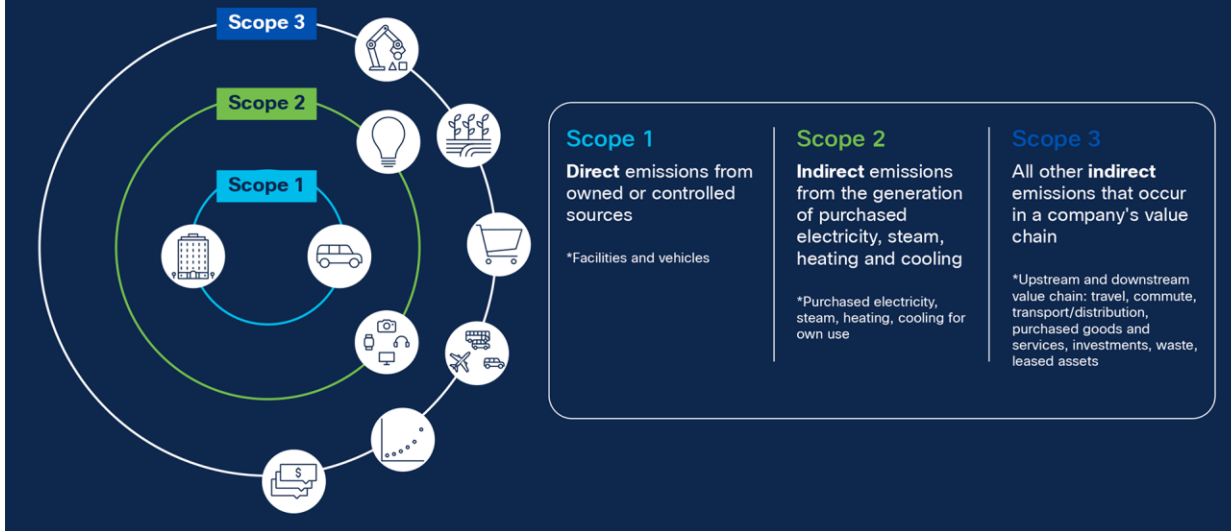 Scope 3
Scope 2
Scope 1
$
Scope 1
Direct emissions from
owned or controlled
sources
*Facilities and vehicles
Scope 2
Indirect emissions
from the generation
of purchased
electricity, steam,
heating and cooling
*Purchased electricity,
steam, heating, cooling for
own use
Scope 3
All other indirect
emissions that occur
in a company's value
chain
*Upstream and downstream
value chain: travel, commute,
transport/distribution,
purchased goods and
services, investments, waste,
leased assets